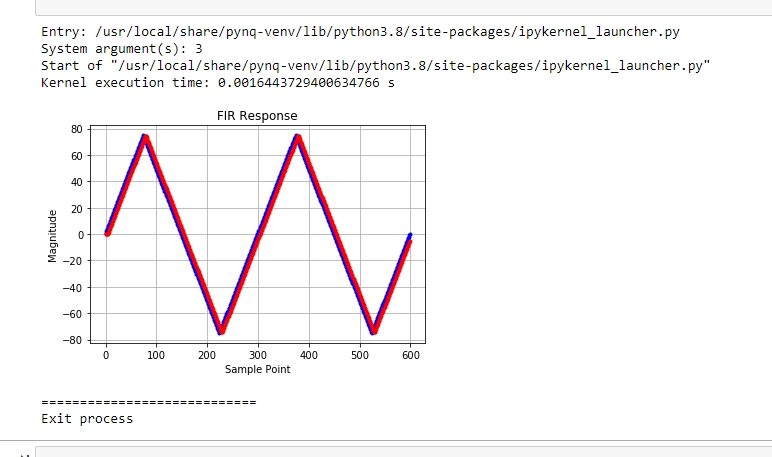 Entry: /usr/local/share/pynq-venv/lib/python3.8/site-packages/ipykernel_launcher.py
System argument(s): 3
Start of "/usr/local/share/pynq-venv/lib/python3.8/site-packages/ipykernel_launcher.py"
Kernel execution time: 0.0016443729400634766 s
FIR Response
80
60
40
20
0
−20
−40
−60
−80
Magnitude
0 100 200 300 400 500 600
Sample Point
============================
Exit process